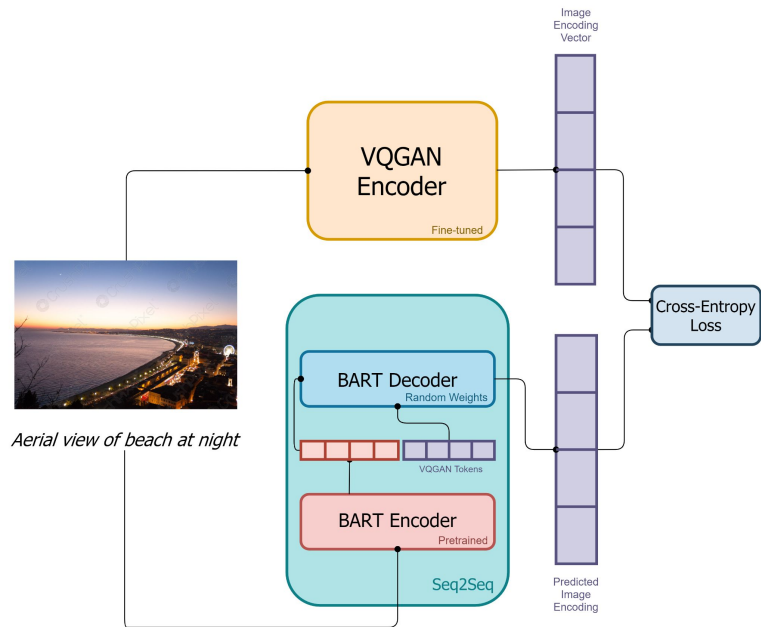 Image
Encoding
Vector
VQGAN
Encoder
Fine-tuned
Cross-Entropy
Loss
BART Decoder
Random Weights
Aerial view of beach at night
VQGAN Tokens
BART Encoder
Pretrained
Seq2Seq
Predicted
Image
Encoding